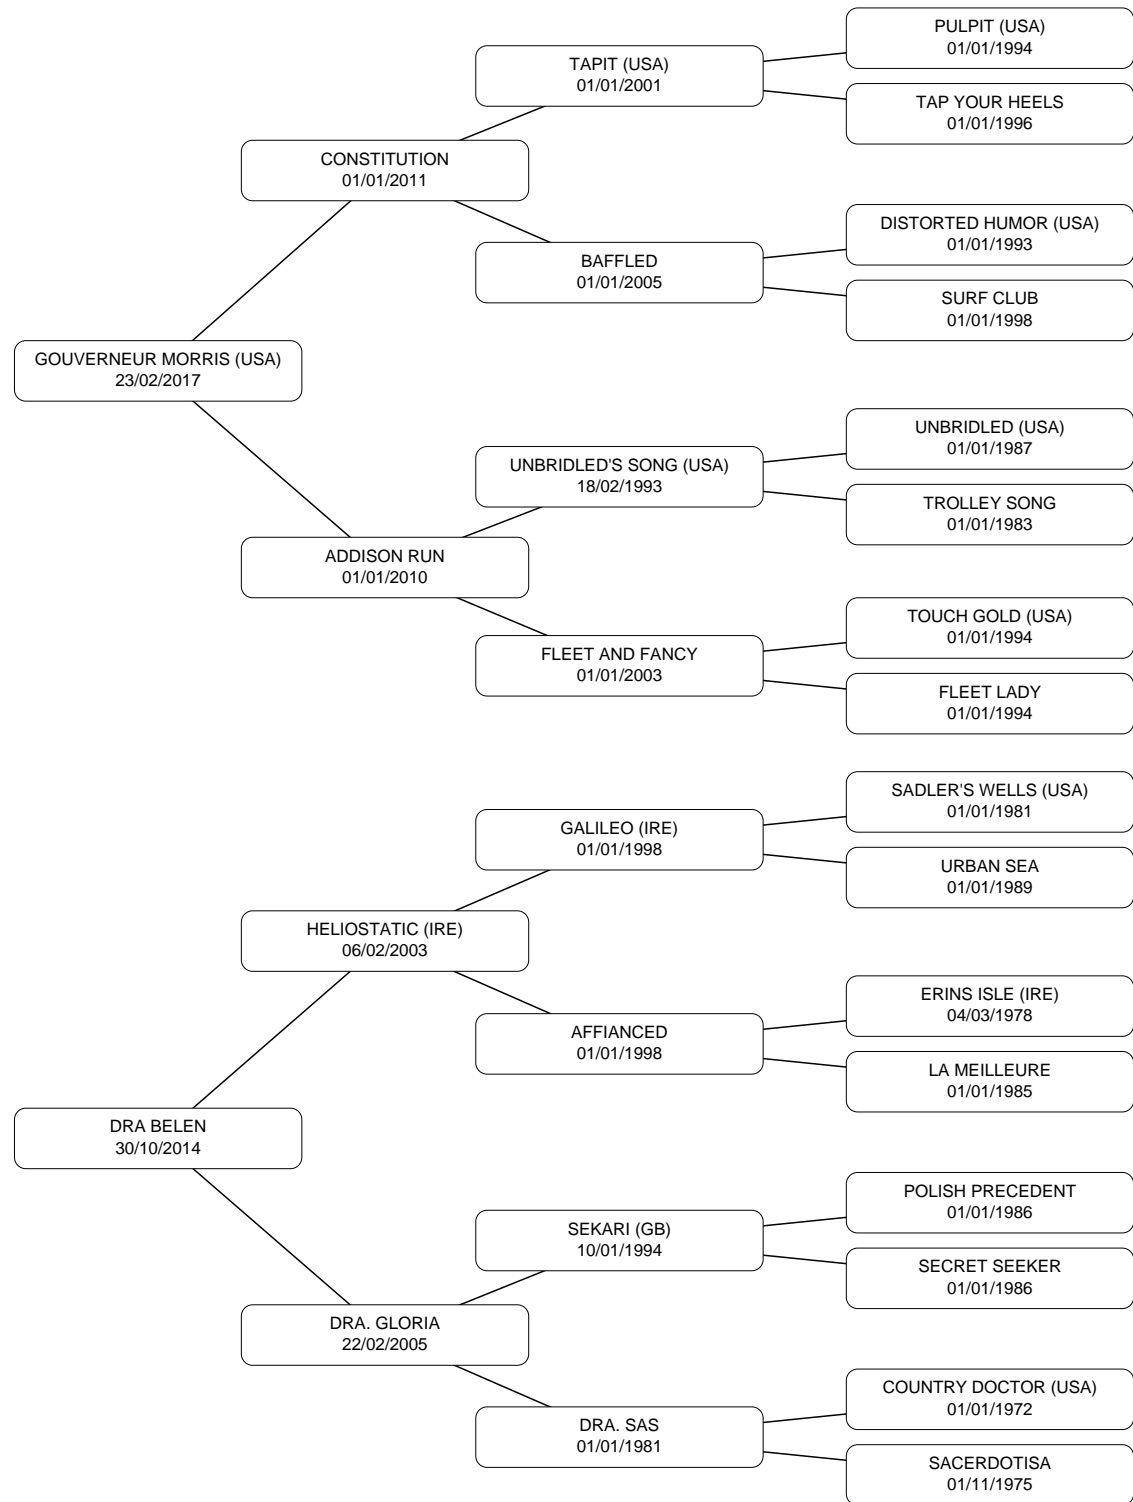 PULPIT (USA)
01/01/1994
TAPIT (USA)
01/01/2001
TAP YOUR HEELS
01/01/1996
CONSTITUTION
01/01/2011
DISTORTED HUMOR (USA)
01/01/1993
BAFFLED
01/01/2005
SURF CLUB
01/01/1998
GOUVERNEUR MORRIS (USA)
23/02/2017
UNBRIDLED (USA)
01/01/1987
UNBRIDLED'S SONG (USA)
18/02/1993
TROLLEY SONG
01/01/1983
ADDISON RUN
01/01/2010
TOUCH GOLD (USA)
01/01/1994
FLEET AND FANCY
01/01/2003
FLEET LADY
01/01/1994
SADLER'S WELLS (USA)
01/01/1981
GALILEO (IRE)
01/01/1998
URBAN SEA
01/01/1989
HELIOSTATIC (IRE)
06/02/2003
ERINS ISLE (IRE)
04/03/1978
AFFIANCED
01/01/1998
LA MEILLEURE
01/01/1985
DRA BELEN
30/10/2014
POLISH PRECEDENT
01/01/1986
SEKARI (GB)
10/01/1994
SECRET SEEKER
01/01/1986
DRA. GLORIA
22/02/2005
COUNTRY DOCTOR (USA)
01/01/1972
DRA. SAS
01/01/1981
SACERDOTISA
01/11/1975